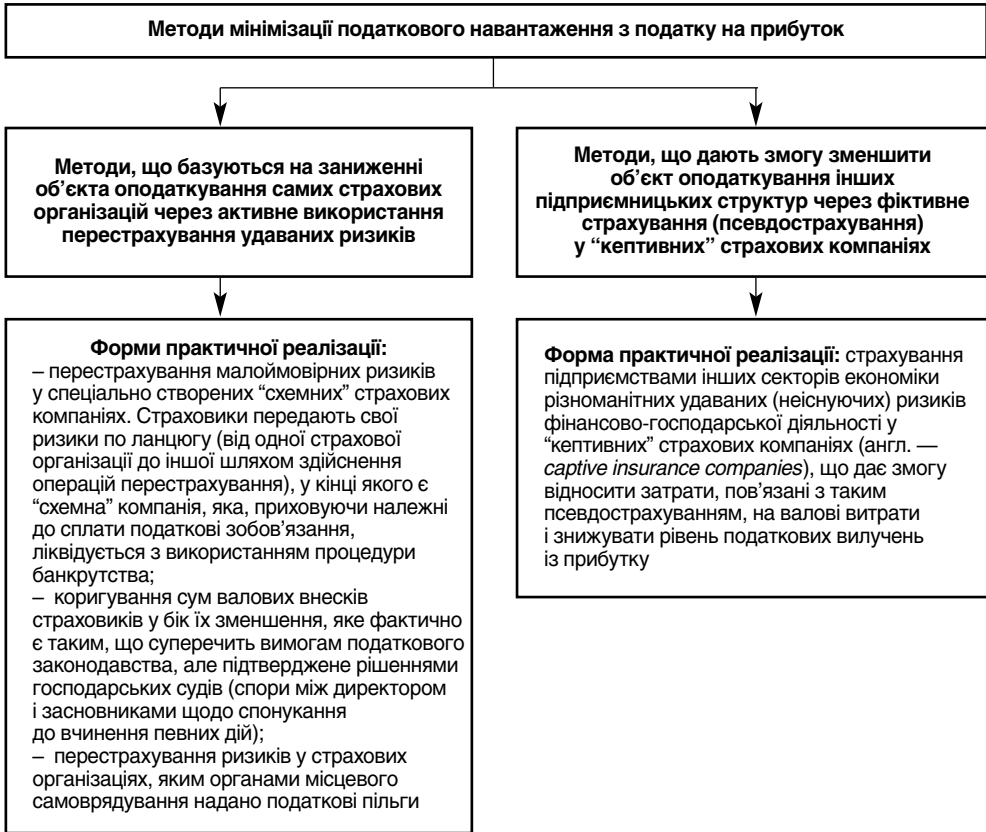 Методи мінімізації податкового навантаження з податку на прибуток
Методи, що базуються на заниженні
об’єкта оподаткування самих страхових
організацій через активне використання
перестрахування удаваних ризиків
Методи, що дають змогу зменшити
об’єкт оподаткування інших
підприємницьких структур через фіктивне
страхування (псевдострахування)
у “кептивних” страхових компаніях
Форми практичної реалізації:
– перестрахування малоймовірних ризиків
у спеціально створених “схемних” страхових
компаніях. Страховики передають свої
ризики по ланцюгу (від одної страхової
організації до іншої шляхом здійснення
операцій перестрахування), у кінці якого є
“схемна” компанія, яка, приховуючи належні
до сплати податкові зобов’язання,
ліквідується з використанням процедури
банкрутства;
– коригування сум валових внесків
страховиків у бік їх зменшення, яке фактично
є таким, що суперечить вимогам податкового
законодавства, але підтверджене рішеннями
господарських судів (спори між директором
і засновниками щодо спонукання
до вчинення певних дій);
– перестрахування ризиків у страхових
організаціях, яким органами місцевого
самоврядування надано податкові пільги
Форма практичної реалізації: страхування
підприємствами інших секторів економіки
різноманітних удаваних (неіснуючих) ризиків
фінансово-господарської діяльності у
“кептивних” страхових компаніях (англ. —
captive insurance companies), що дає змогу
відносити затрати, пов’язані з таким
псевдострахуванням, на валові витрати
і знижувати рівень податкових вилучень
із прибутку